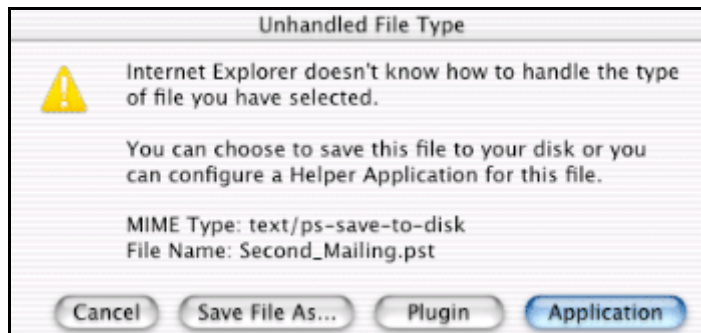 Unhandled File Type
Internet Explorer doesn't know how to handle the type
of file you have selected.
You can choose to save this file to your disk or you
can configure a Helper Application for this file.
MIME Type: text/ps-save-to-disk
File Name: Second_Mailing.pst
Cancel
Save File As...
Plugin
Application